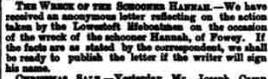 THE WRECK OF THE SCHOONER HANNAH.—We have
received an anonymous letter reflecting on the action
taken by the Lowestoft lifeboatmen on the occasion
of the wreck of the schooner Hannah, of Fowey. If
the facts are as stated by the correspondent, we shall
be ready to publish the letter if the writer will sign
his name.